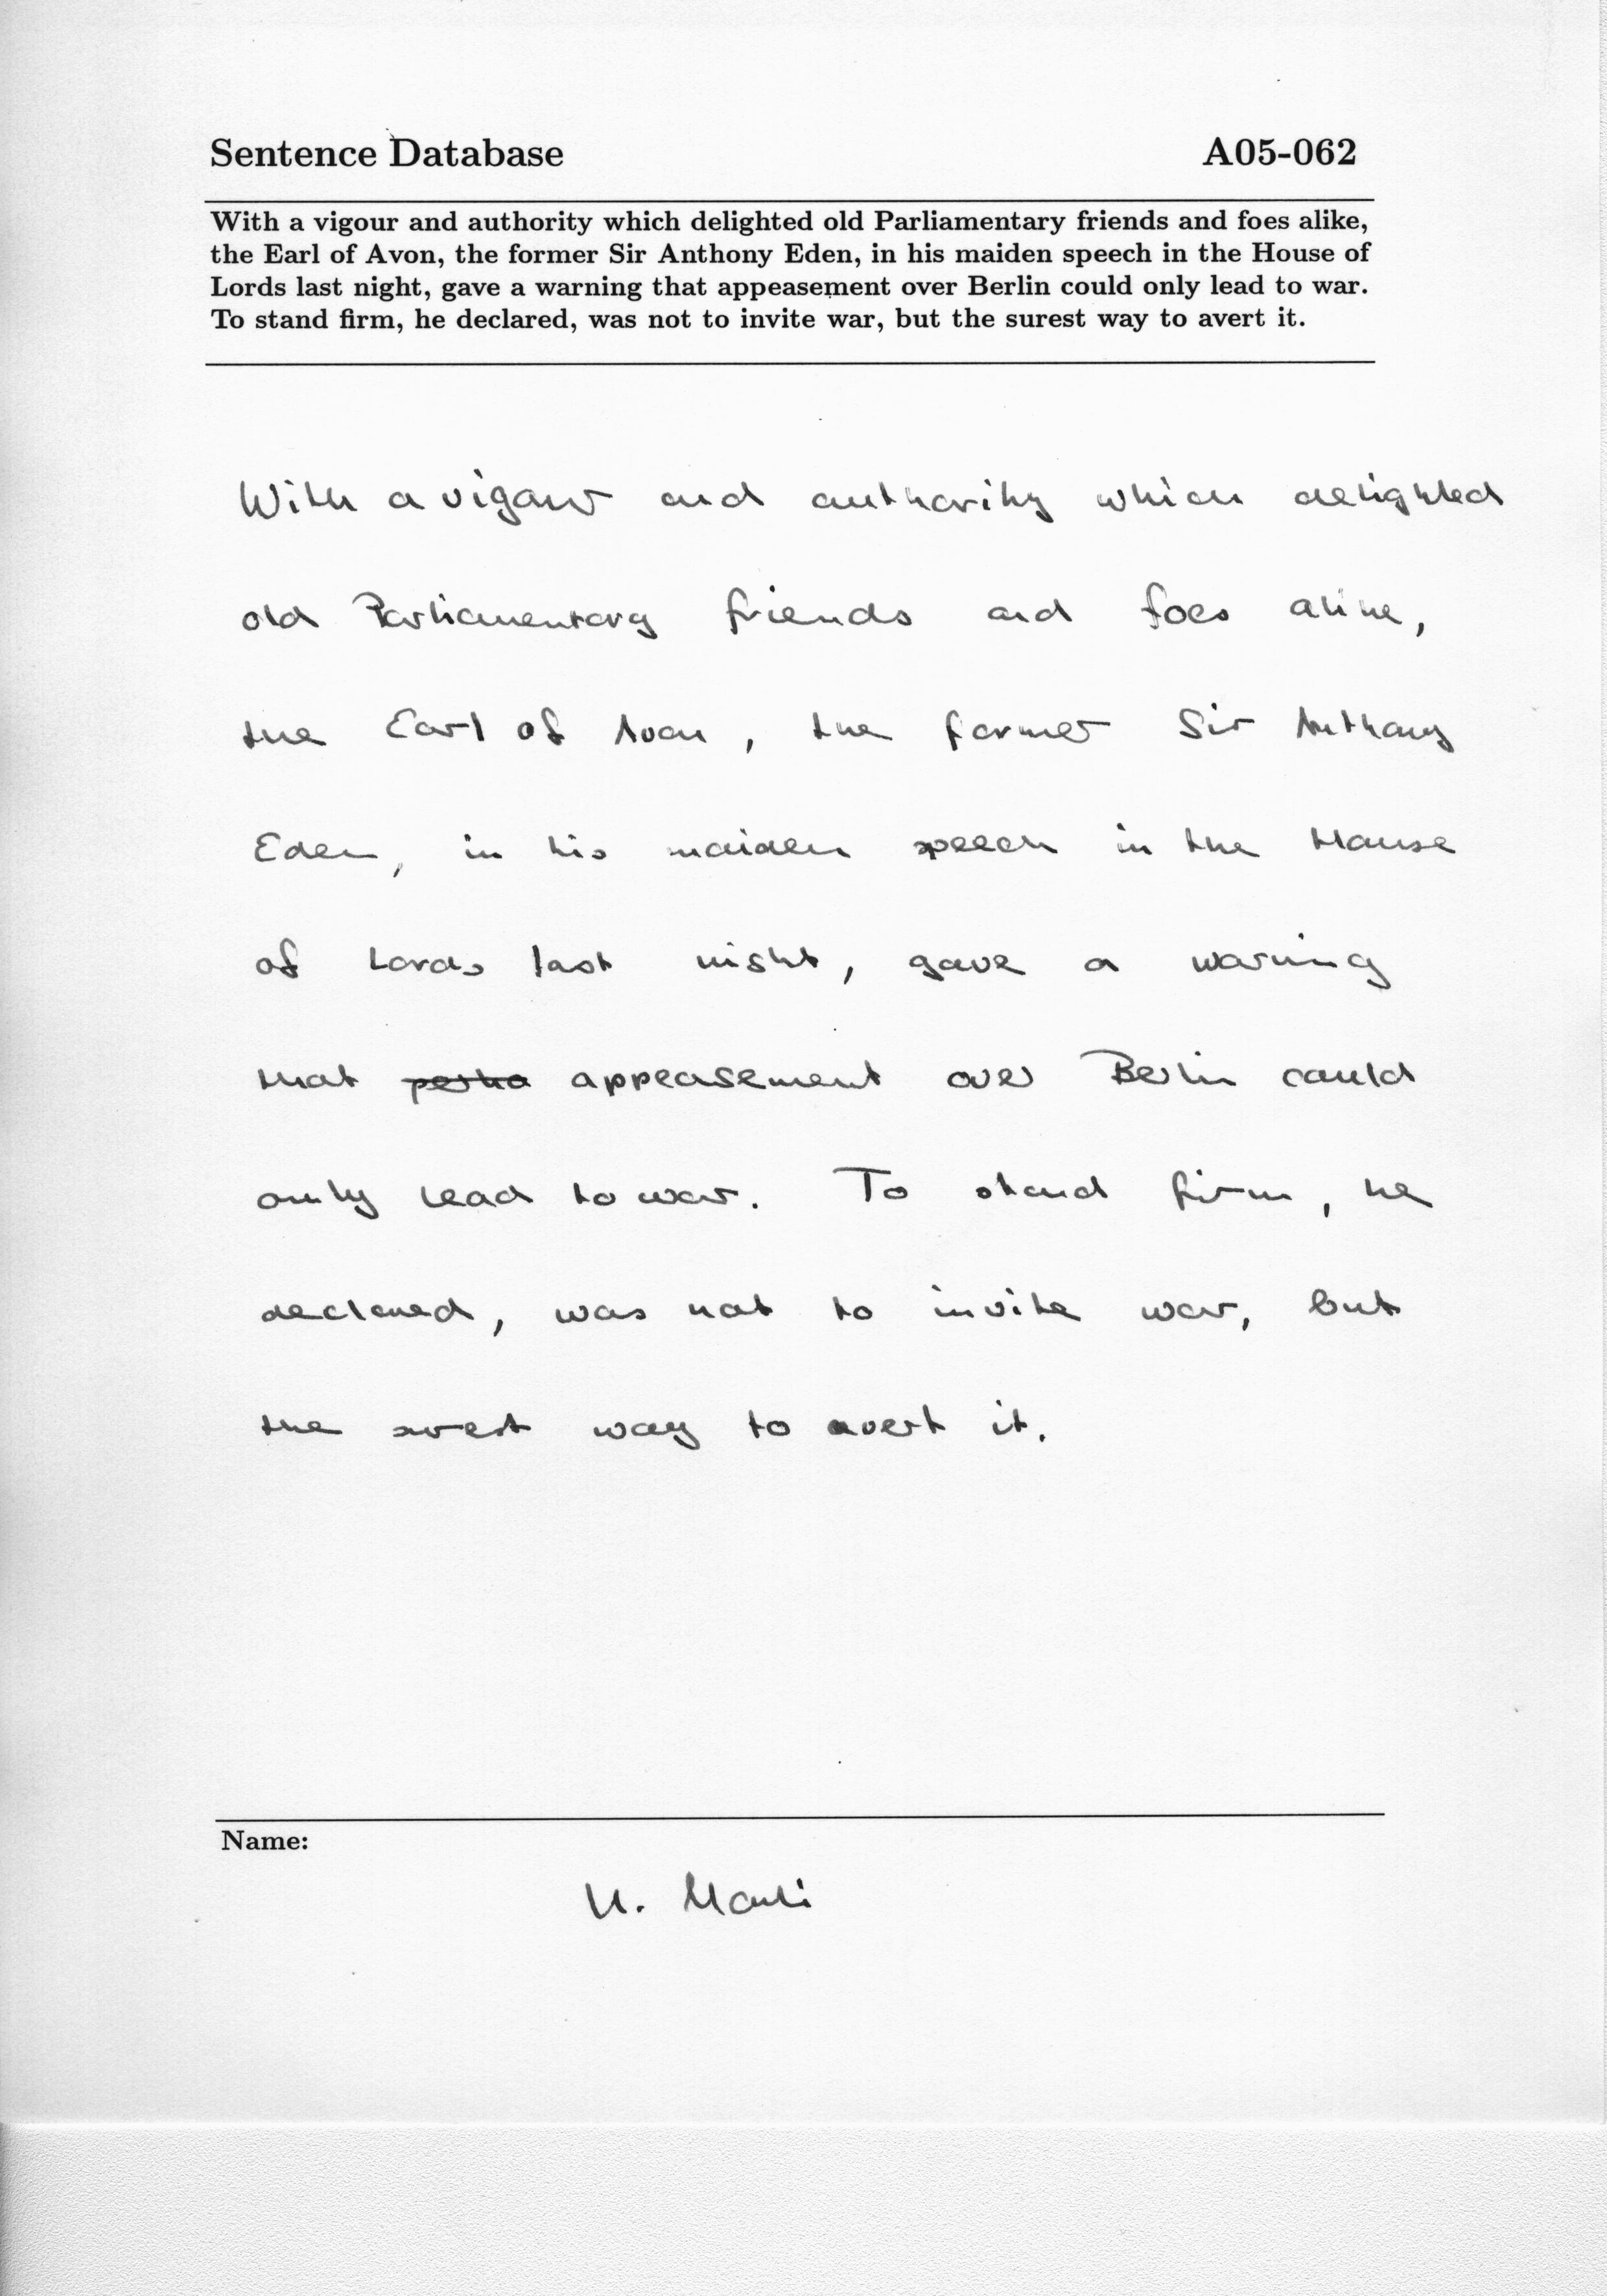 Sentence Database A05-062
With a vigour and authority which delighted old Parliamentary friends and foes alike,
the Earl of Avon, the former Sir Anthony Eden, in his maiden speech in the House of
Lords last night, gave a warning that appeasement over Berlin could only lead to war.
To stand firm, he declared, was not to invite war, but the surest way to avert it.
With a vigour and authority which delighted
old Parliamentary friends and foes alike,
the Earl of Avon, the former Sir Anthony
Eden, in his maiden speech in the House
of Lords last night, gave a warning
that appeasement over Berlin could
only lead to war. To stand firm, he
declared, was not to invite war, but
the surest way to avert it.
Name:
U. Marti